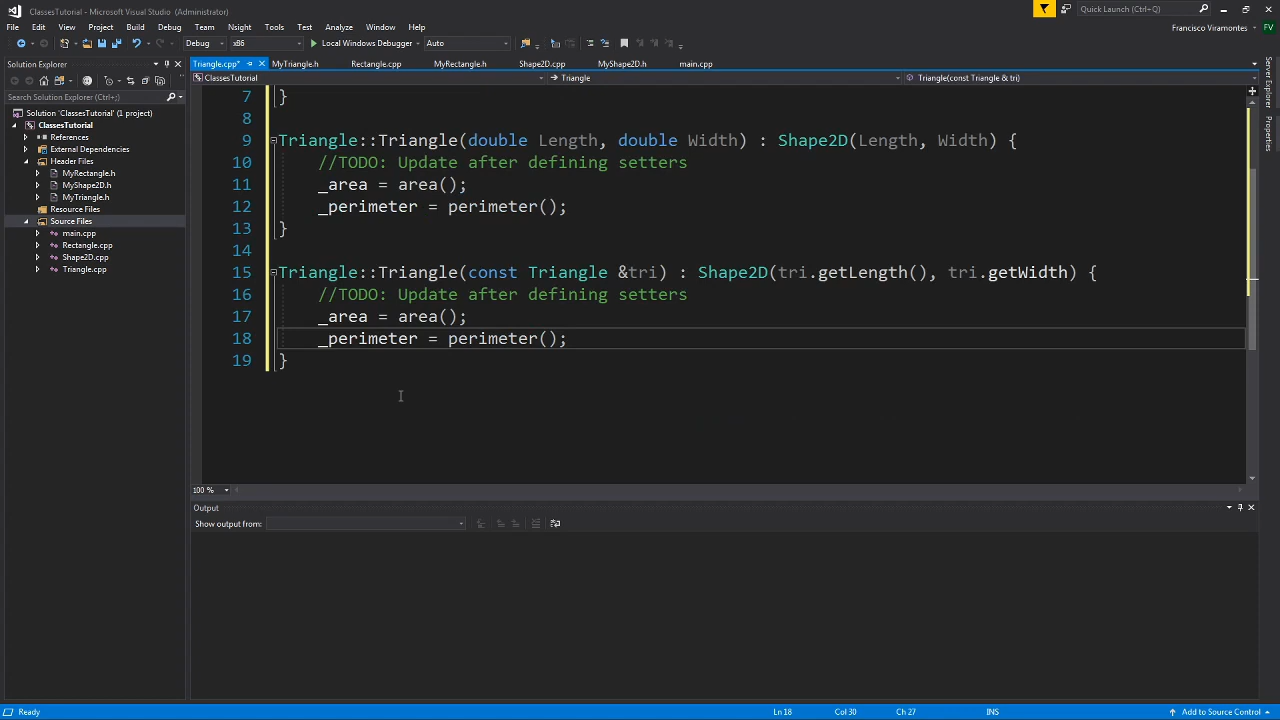 ClassesTutorial - Microsoft Visual Studio (Administrator)
Quick Launch (Ctrl+Q)
File Edit View Project Build Debug Team Nsight Tools Architecture Test Analyze Window Help
Francisco Viramontes FV
Debug x86 Local Windows Debugger Auto
Solution Explorer
Triangle.cpp* MyTriangle.h Rectangle.cpp MyRectangle.h Shape2D.cpp MyShape2D.h main.cpp
ClassesTutorial Triangle Triangle(const Triangle & tri)
Search Solution Explorer (Ctrl+;)
Solution 'ClassesTutorial' (1 project)
ClassesTutorial
References
External Dependencies
Header Files
MyRectangle.h
MyShape2D.h
MyTriangle.h
Resource Files
Source Files
main.cpp
Rectangle.cpp
Shape2D.cpp
Triangle.cpp
7 }
8
9 Triangle::Triangle(double Length, double Width) : Shape2D(Length, Width) {
10 //TODO: Update after defining setters
11 _area = area();
12 _perimeter = perimeter();
13 }
14
15 Triangle::Triangle(const Triangle &tri) : Shape2D(tri.getLength(), tri.getWidth) {
16 //TODO: Update after defining setters
17 _area = area();
18 _perimeter = perimeter();
19 }
100 %
Output
Show output from:
Server Explorer
Properties
Ready Ln 18 Col 30 Ch 27 INS Add to Source Control